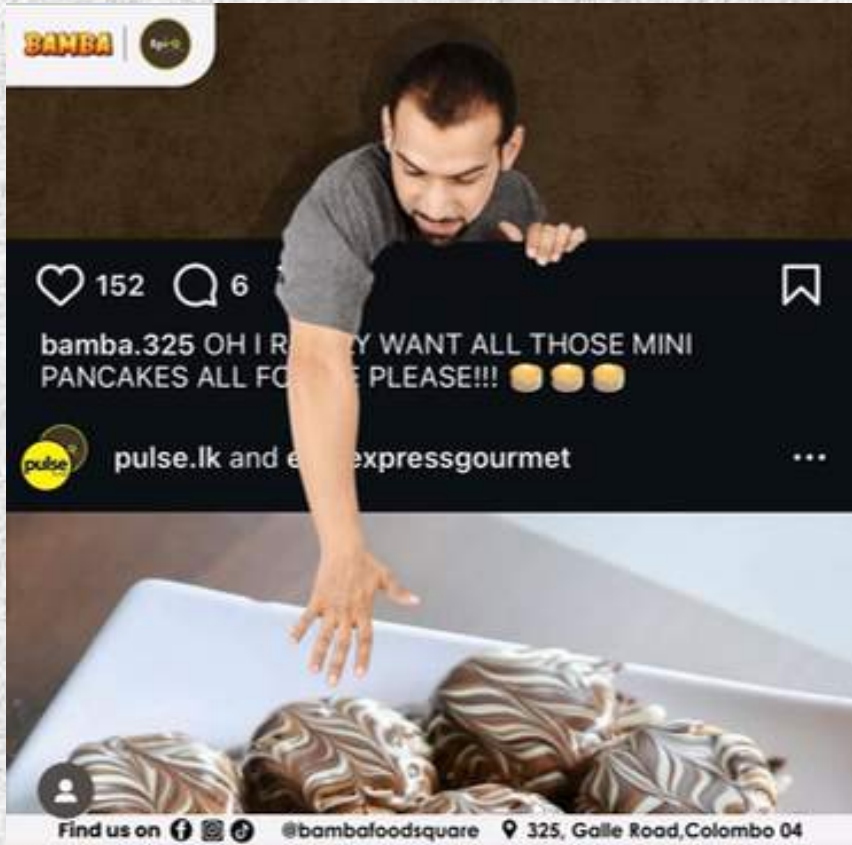 BAMBA
152 6
bamba.325 OH I R Y WANT ALL THOSE MINI
PANCAKES ALL FO E PLEASE!!!
pulse
pulse.lk and e expressgourmet
Find us on @bambafoodsquare 325, Galle Road,Colombo 04